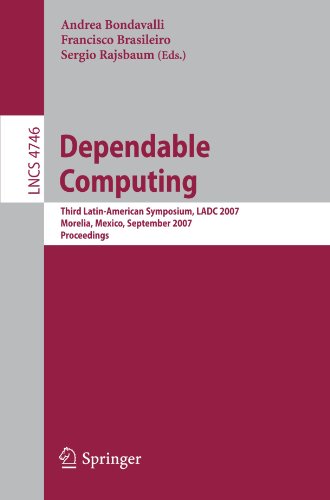 Andrea Bondavalli
Francisco Brasileiro
Sergio Rajsbaum (Eds.)
LNCS 4746
Dependable
Computing
Third Latin-American Symposium, LADC 2007
Morelia, Mexico, September 2007
Proceedings
Springer